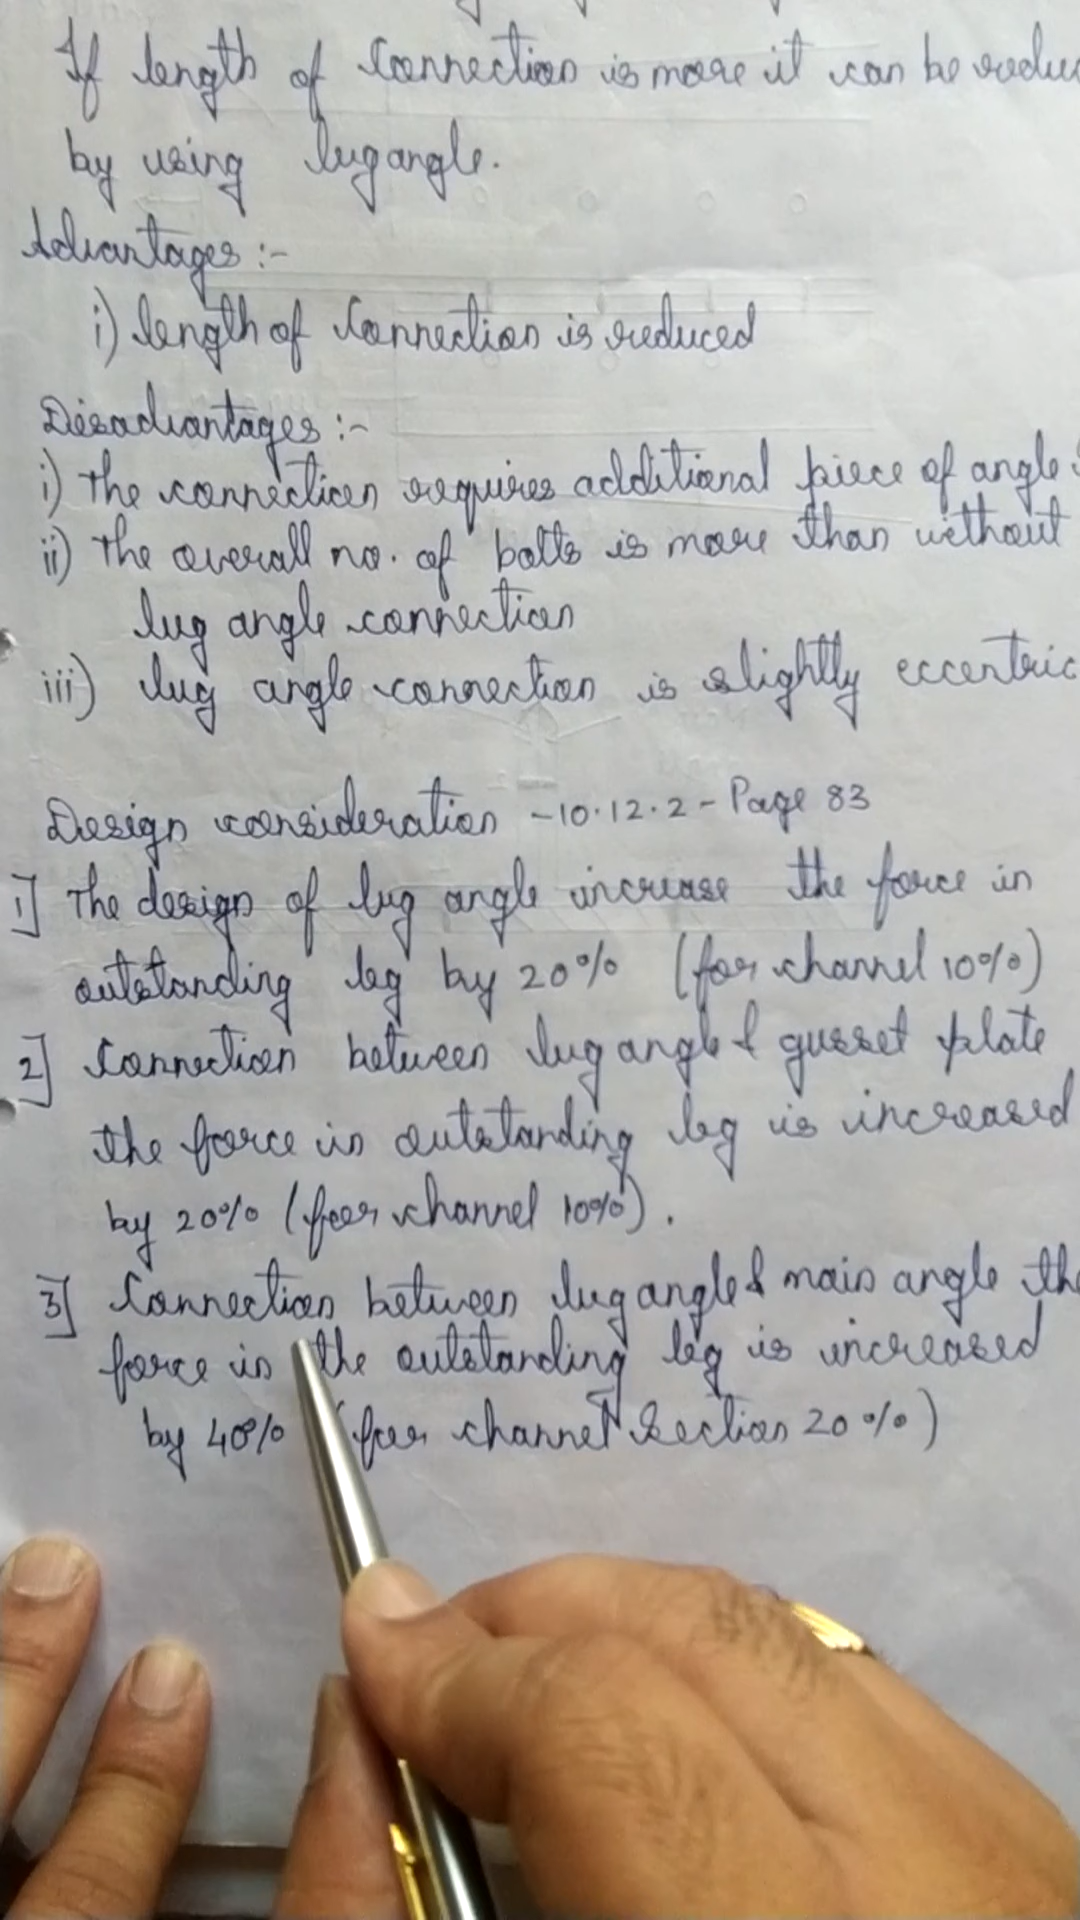 If length of connection is more it can be reduc
by using lug angle.
Advantages :-
i) length of connection is reduced
Disadvantages :-
i) The connection requires additional piece of angle
ii) The overall no. of bolts is more than without
lug angle connection
iii) lug angle connection is slightly eccentric
Design consideration - 10.12.2 - Page 83
1] The design of lug angle increase the force in
outstanding leg by 20% (for channel 10%)
2] Connection between lug angle & gusset plate
the force in outstanding leg is increased
by 20% (for channel 10%).
3] Connection between lug angle & main angle the
force in the outstanding leg is increased
by 40% (for channel section 20%)